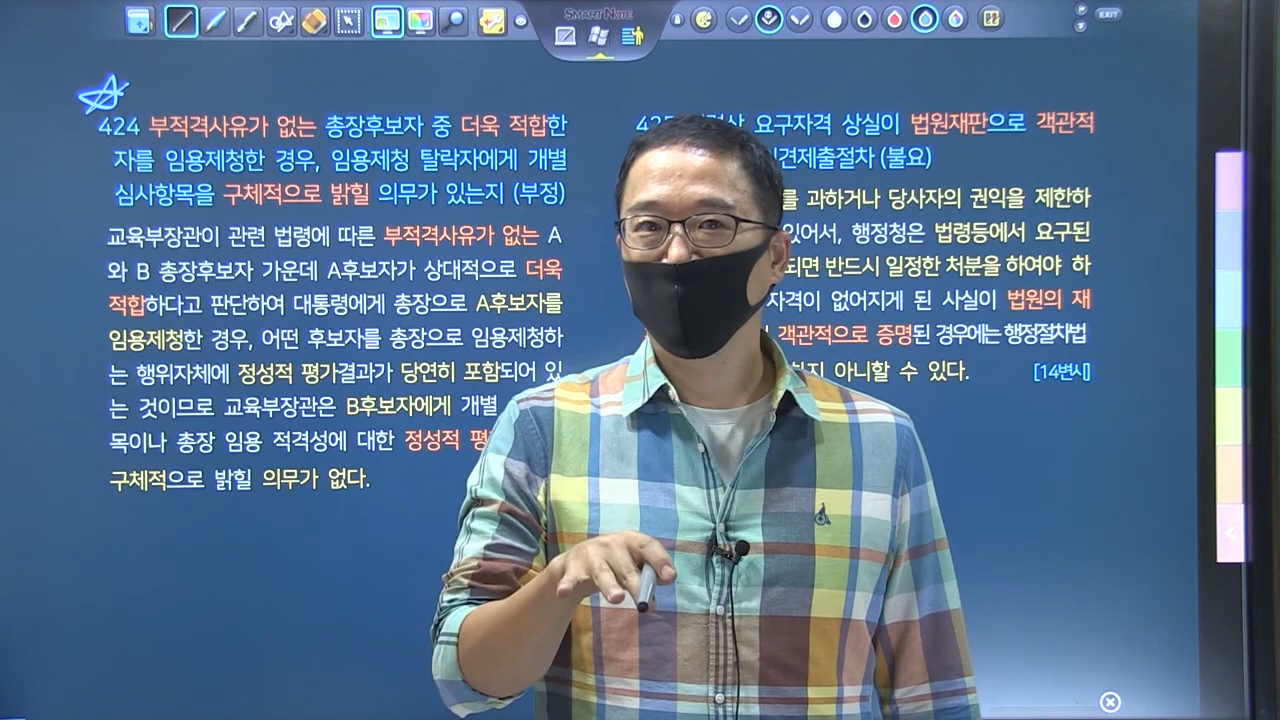 SMARTNOTE
EXIT
424 부적격사유가 없는 총장후보자 중 더욱 적합한
자를 임용제청한 경우, 임용제청 탈락자에게 개별
심사항목을 구체적으로 밝힐 의무가 있는지 (부정)
교육부장관이 관련 법령에 따른 부적격사유가 없는 A
와 B 총장후보자 가운데 A후보자가 상대적으로 더욱
적합하다고 판단하여 대통령에게 총장으로 A후보자를
임용제청한 경우, 어떤 후보자를 총장으로 임용제청하
는 행위자체에 정성적 평가결과가 당연히 포함되어 있
는 것이므로 교육부장관은 B후보자에게 개별
목이나 총장 임용 적격성에 대한 정성적
구체적으로 밝힐 의무가 없다.
요구자격 상실이 법원재판으로 객관적
의견제출절차 (불요)
를 과하거나 당사자의 권익을 제한하
있어서, 행정청은 법령등에서 요구된
되면 반드시 일정한 처분을 하여야 하
자격이 없어지게 된 사실이 법원의 재
객관적으로 증명된 경우에는 행정절차법
하지 아니할 수 있다. [14변시]